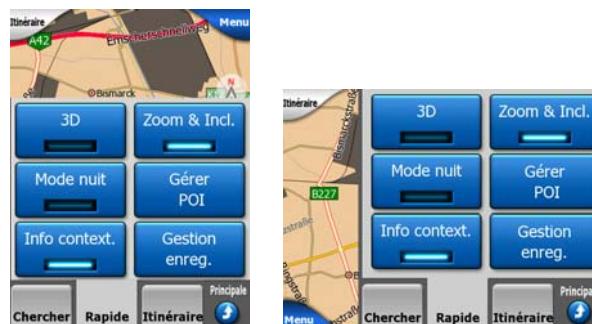 Itinéraire
Menu
A42
Emscherschnellweg
N
Bismarck
3D
Zoom & Incl.
Mode nuit
Gérer
POI
Info context.
Gestion
enreg.
Principale
Chercher
Rapide
Itinéraire
Itinéraire
Bismarckstraße
B227
Menu
3D
Zoom & Incl.
Mode nuit
Gérer
POI
Info context.
Gestion
enreg.
Chercher
Rapide
Itinéraire